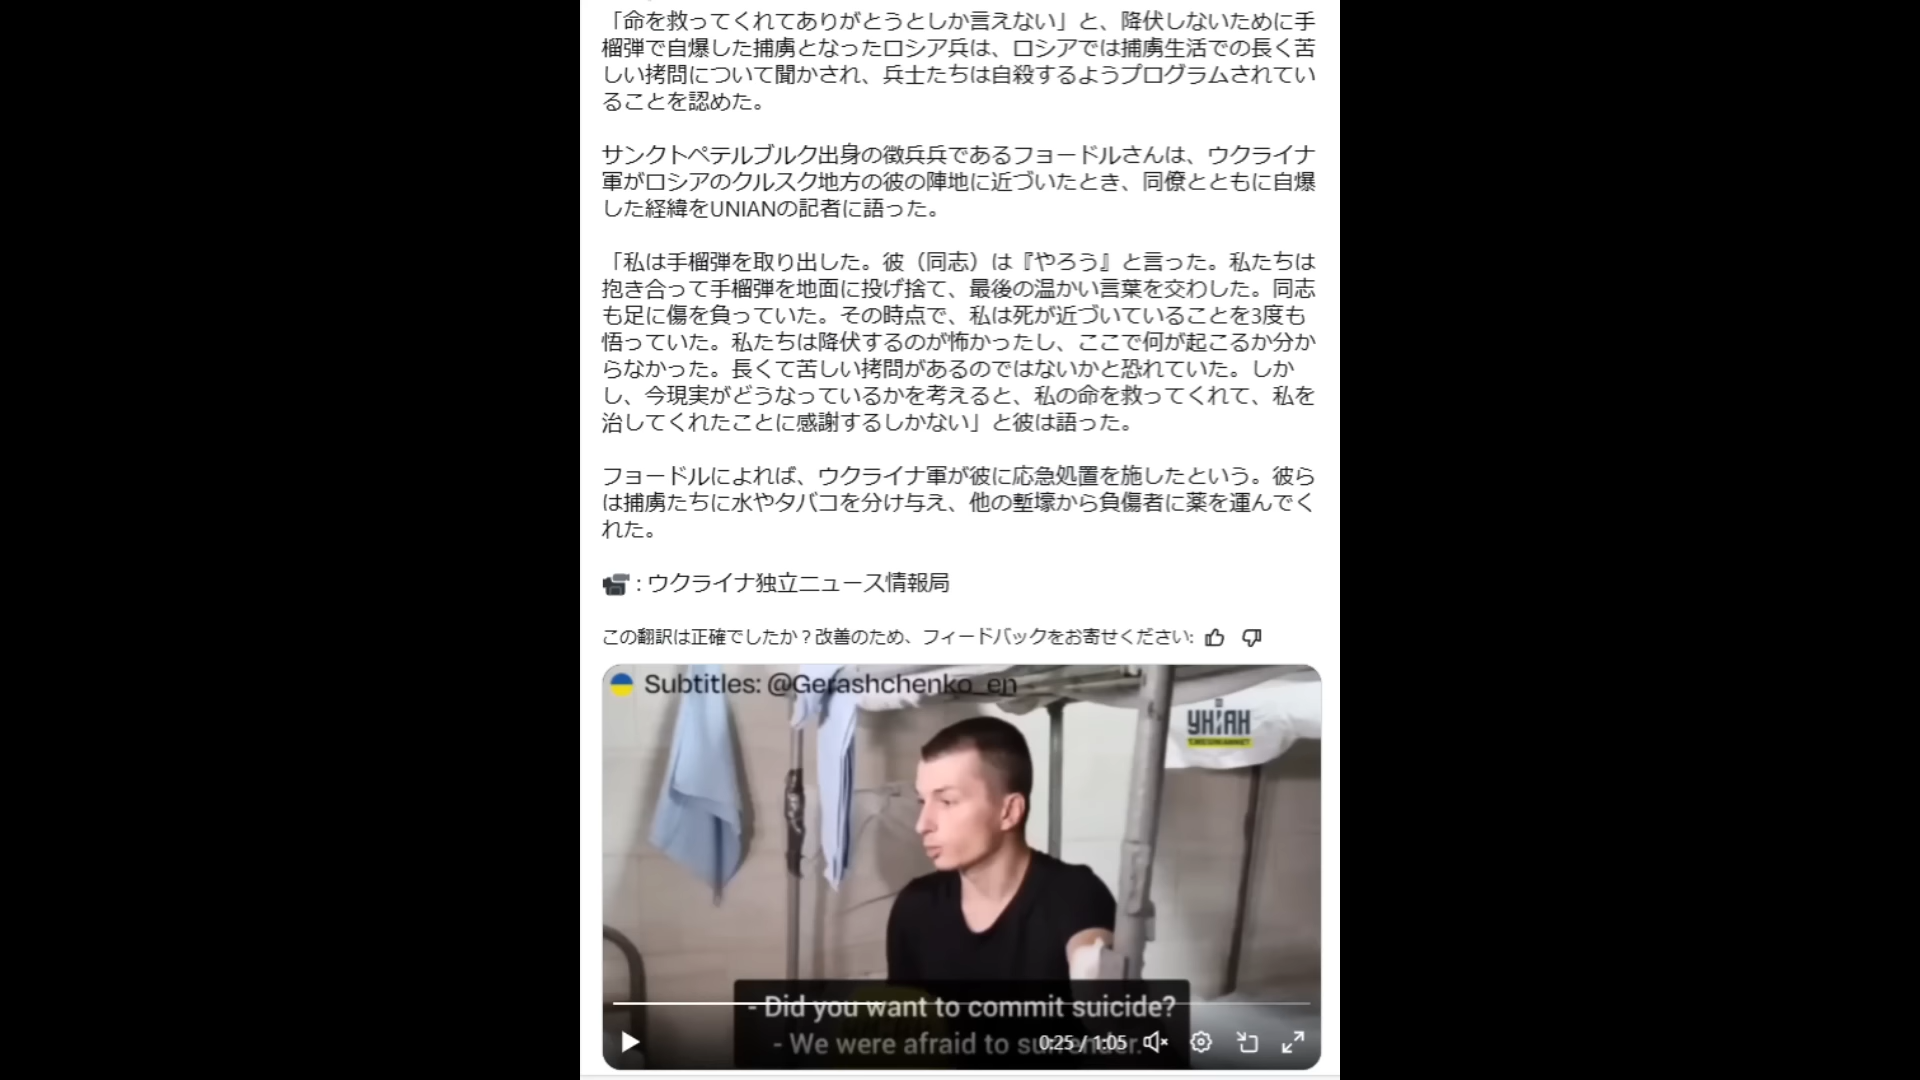 「命を救ってくれてありがとうとしか言えない」と、降伏しないために手
榴弾で自爆した捕虜となったロシア兵は、ロシアでは捕虜生活での長く苦
しい拷問について聞かされ、兵士たちは自殺するようプログラムされてい
ることを認めた。
サンクトペテルブルク出身の徴兵兵であるフョードルさんは、ウクライナ
軍がロシアのクルスク地方の彼の陣地に近づいたとき、同僚とともに自爆
した経緯をUNIANの記者に語った。
「私は手榴弾を取り出した。彼（同志）は『やろう』と言った。私たちは
抱き合って手榴弾を地面に投げ捨て、最後の温かい言葉を交わした。同志
も足に傷を負っていた。その時点で、私は死が近づいていることを3度も
悟っていた。私たちは降伏するのが怖かったし、ここで何が起こるか分か
らなかった。長くて苦しい拷問があるのではないかと恐れていた。しか
し、今現実がどうなっているかを考えると、私の命を救ってくれて、私を
治してくれたことに感謝するしかない」と彼は語った。
フョードルによれば、ウクライナ軍が彼に応急処置を施したという。彼ら
は捕虜たちに水やタバコを分け与え、他の塹壕から負傷者に薬を運んでく
れた。
: ウクライナ独立ニュース情報局
この翻訳は正確でしたか？改善のため、フィードバックをお寄せください:
Subtitles: @Gerashchenko_en
УНІАН
- Did you want to commit suicide?
- We were afraid to surrender.
0:25 / 1:05